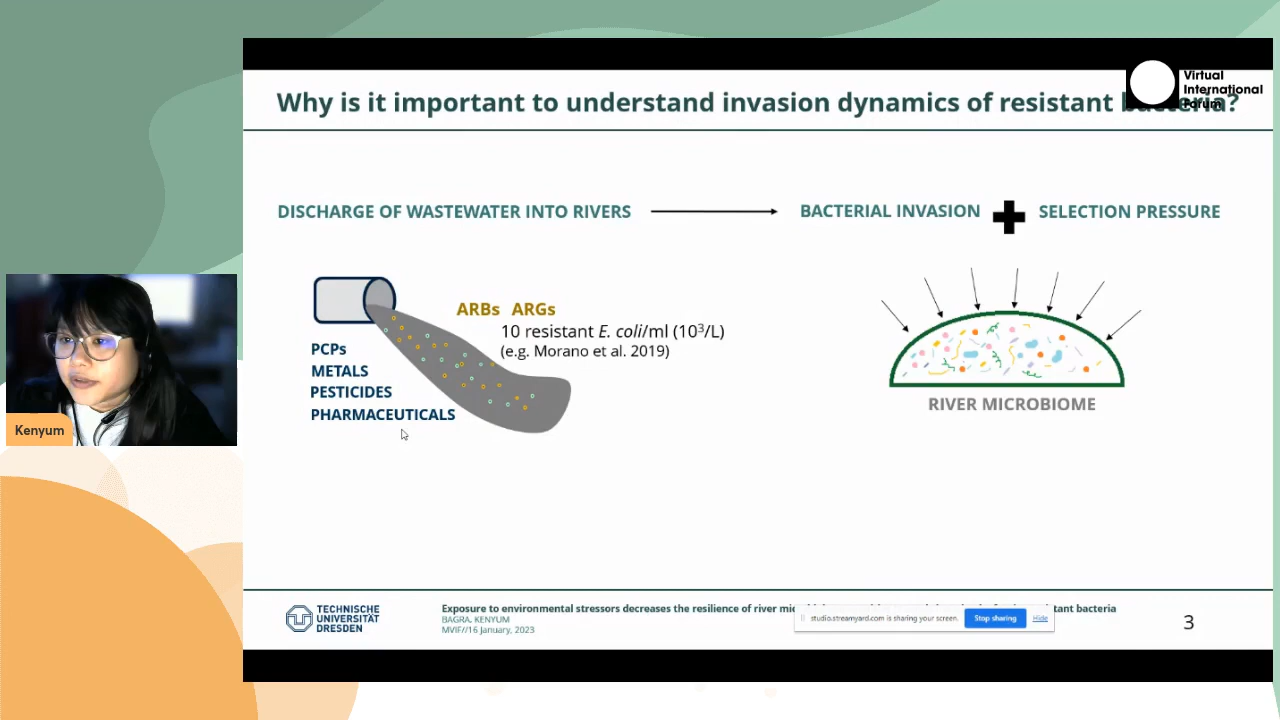 Why is it important to understand invasion dynamics of resistant bacteria?
Virtual
International
Forum
DISCHARGE OF WASTEWATER INTO RIVERS
BACTERIAL INVASION
SELECTION PRESSURE
ARBs ARGs
10 resistant E. coli/ml (10³/L)
(e.g. Morano et al. 2019)
PCPs
METALS
PESTICIDES
PHARMACEUTICALS
RIVER MICROBIOME
Kenyum
TECHNISCHE
UNIVERSITÄT
DRESDEN
Exposure to environmental stressors decreases the resilience of river
BAGRA, KENYUM
MVIF//16 january, 2023
bacteria
studio.streamyard.com is sharing your screen.
Stop sharing
Hide
3